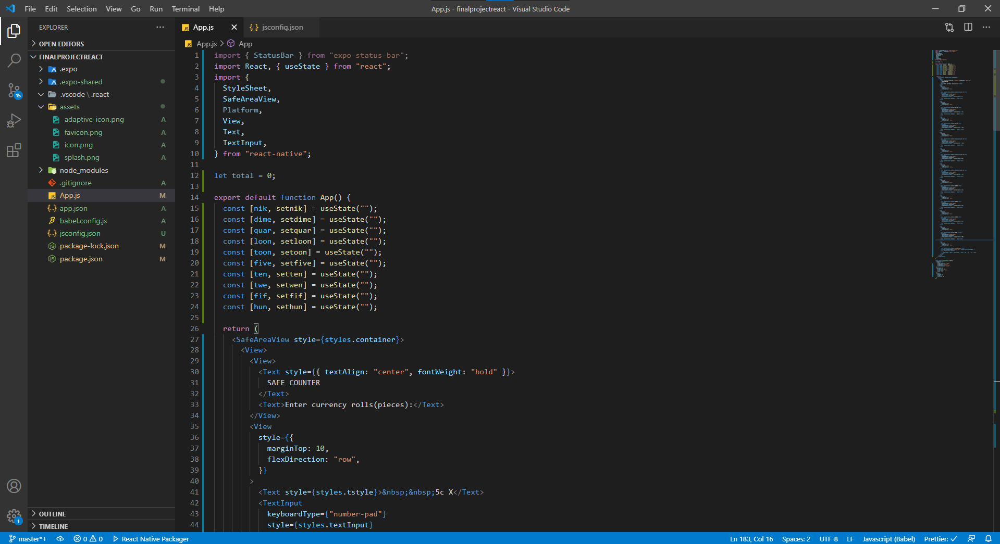 File Edit Selection View Go Run Terminal Help
App.js - finalprojectreact - Visual Studio Code
EXPLORER
OPEN EDITORS
FINALPROJECTREACT
.expo
.expo-shared
.vscode \ .react
assets
adaptive-icon.png A
favicon.png A
icon.png A
splash.png A
node_modules
.gitignore A
App.js M
app.json A
babel.config.js A
jsconfig.json U
package-lock.json M
package.json M
OUTLINE
TIMELINE
15
1
App.js
jsconfig.json
App.js > App
1 import { StatusBar } from "expo-status-bar";
2 import React, { useState } from "react";
3 import {
4 StyleSheet,
5 SafeAreaView,
6 Platform,
7 View,
8 Text,
9 TextInput,
10 } from "react-native";
11
12 let total = 0;
13
14 export default function App() {
15 const [nik, setnik] = useState("");
16 const [dime, setdime] = useState("");
17 const [quar, setquar] = useState("");
18 const [loon, setloon] = useState("");
19 const [toon, setoon] = useState("");
20 const [five, setfive] = useState("");
21 const [ten, setten] = useState("");
22 const [twe, setwen] = useState("");
23 const [fif, setfif] = useState("");
24 const [hun, sethun] = useState("");
25
26 return (
27 <SafeAreaView style={styles.container}>
28 <View>
29 <View>
30 <Text style={{ textAlign: "center", fontWeight: "bold" }}>
31 SAFE COUNTER
32 </Text>
33 <Text>Enter currency rolls(pieces):</Text>
34 </View>
35 <View
36 style={{
37 marginTop: 10,
38 flexDirection: "row",
39 }}
40 >
41 <Text style={styles.tstyle}>&nbsp;&nbsp;5c X</Text>
42 <TextInput
43 keyboardType={"number-pad"}
44 style={styles.textInput}
master*+ 0 0 React Native Packager
Ln 183, Col 16 Spaces: 2 UTF-8 LF Javascript (Babel) Prettier: ✓